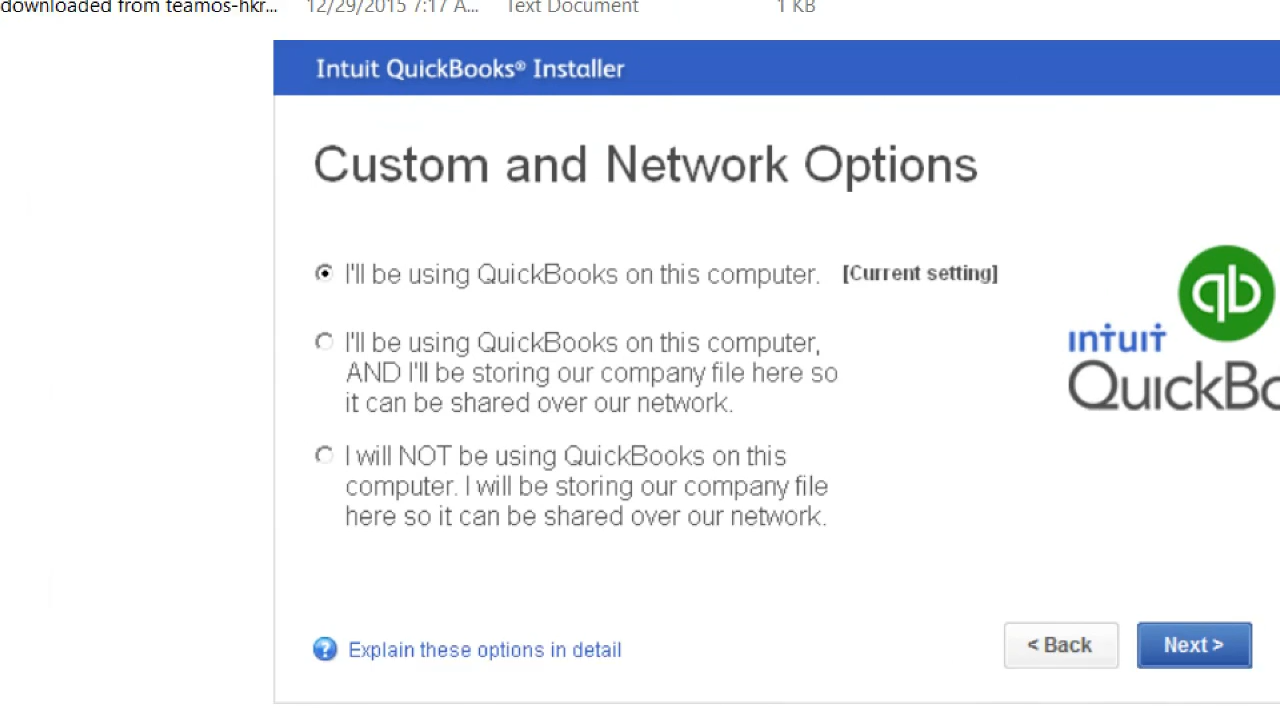 downloaded from teamos-hkr... 12/29/2015 7:17 A... Text Document 1 KB
Intuit QuickBooks® Installer
Custom and Network Options
I'll be using QuickBooks on this computer. [Current setting]
I'll be using QuickBooks on this computer,
AND I'll be storing our company file here so
it can be shared over our network.
I will NOT be using QuickBooks on this
computer. I will be storing our company file
here so it can be shared over our network.
qb
intuit
QuickBo
? Explain these options in detail
< Back Next >